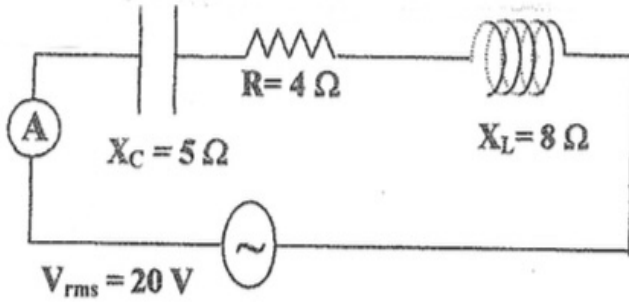 R= 4 Ω
A
X_C = 5 Ω
X_L= 8 Ω
~
V_rms = 20 V